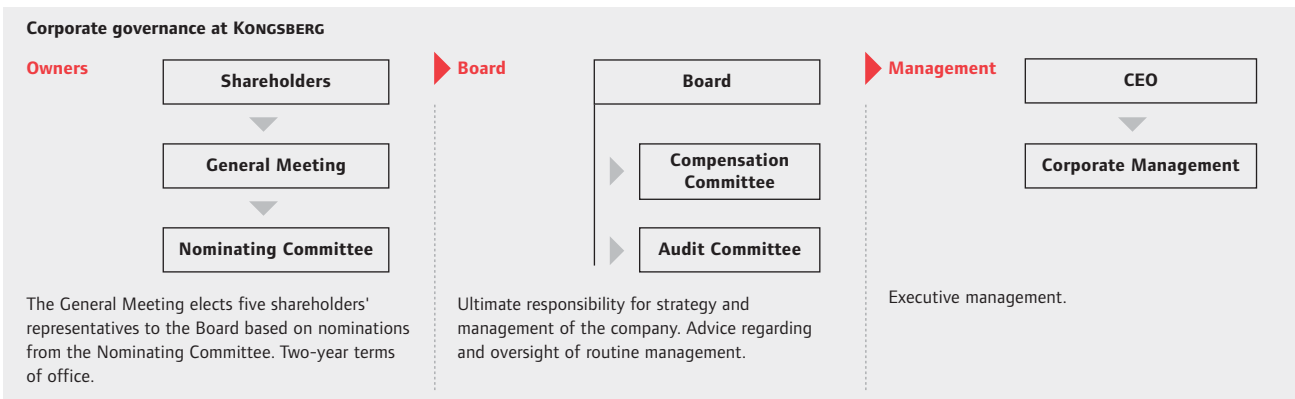 Corporate governance at KONGSBERG
Owners
Shareholders
General Meeting
Nominating Committee
The General Meeting elects five shareholders'
representatives to the Board based on nominations
from the Nominating Committee. Two-year terms
of office.
Board
Board
Compensation
Committee
Audit Committee
Ultimate responsibility for strategy and
management of the company. Advice regarding
and oversight of routine management.
Management
CEO
Corporate Management
Executive management.